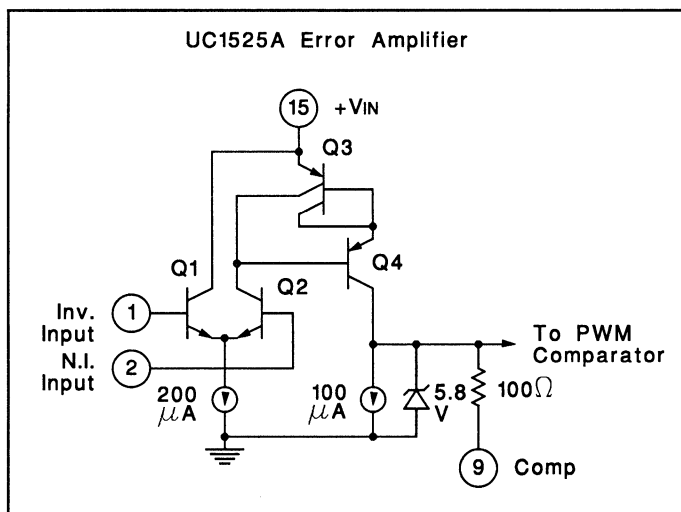 UC1525A Error Amplifier
15 +VIN
Q3
Q4
Q1
Q2
Inv.
Input
1
N.I.
Input
2
To PWM
Comparator
200
μA
100
μA
5.8
V
100Ω
9 Comp